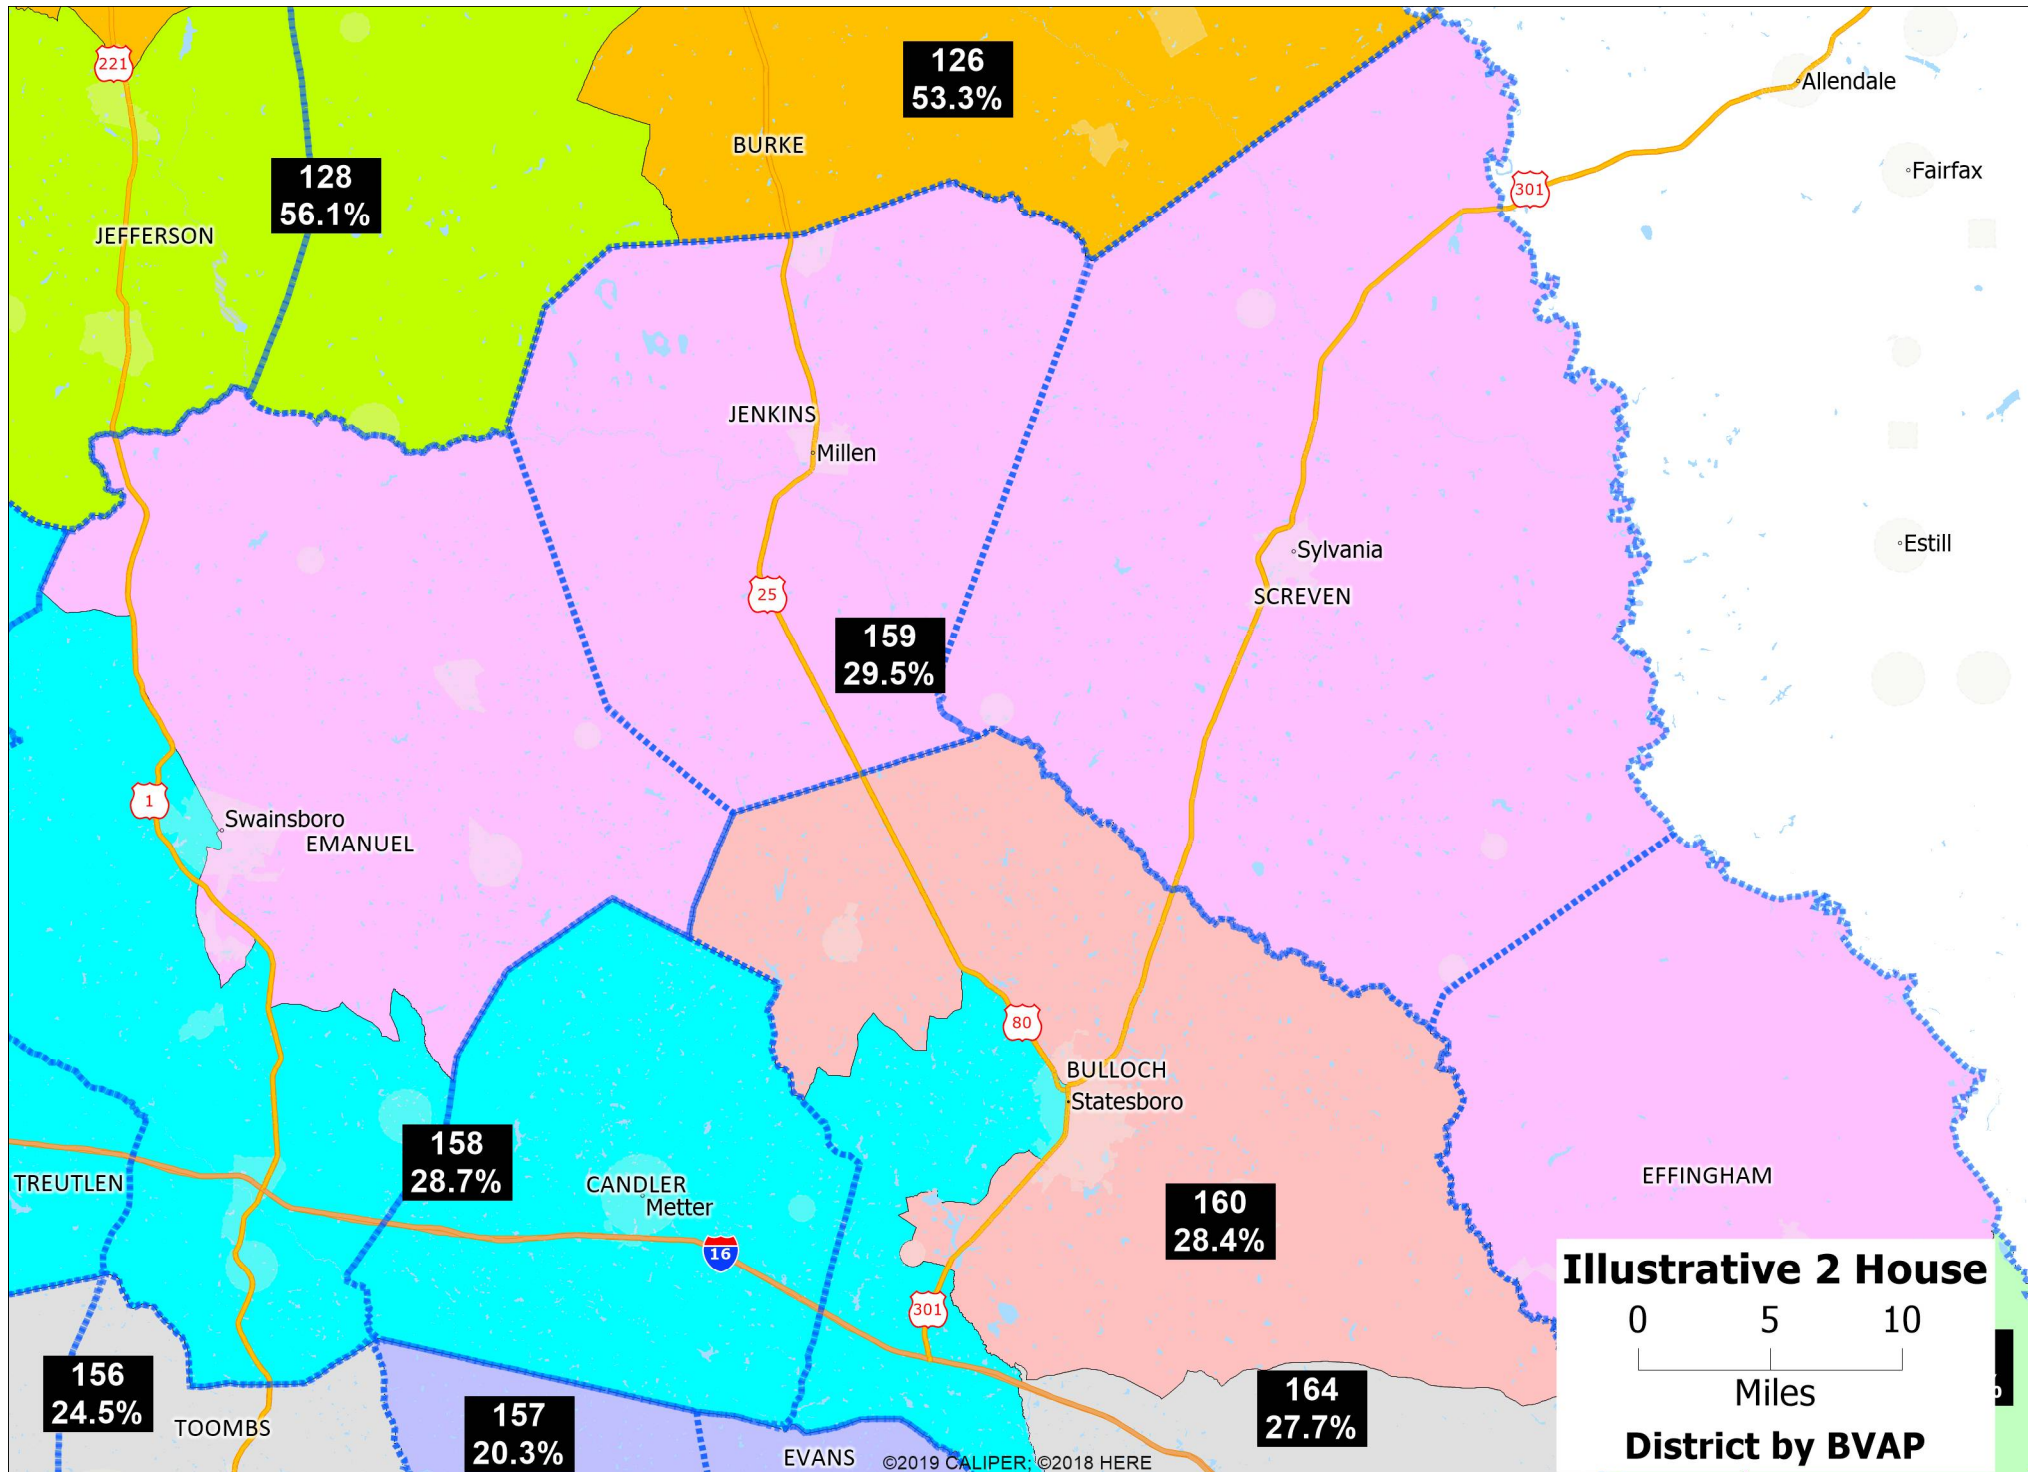 221
126
53.3%
Allendale
BURKE
128
56.1%
Fairfax
301
JEFFERSON
JENKINS
Millen
Estill
Sylvania
25
SCREVEN
159
29.5%
1
Swainsboro
EMANUEL
80
BULLOCH
Statesboro
158
28.7%
TREUTLEN
CANDLER
Metter
EFFINGHAM
160
28.4%
16
301
Illustrative 2 House
0 5 10
Miles
District by BVAP
156
24.5%
TOOMBS
157
20.3%
164
27.7%
EVANS
©2019 CALIPER; ©2018 HERE